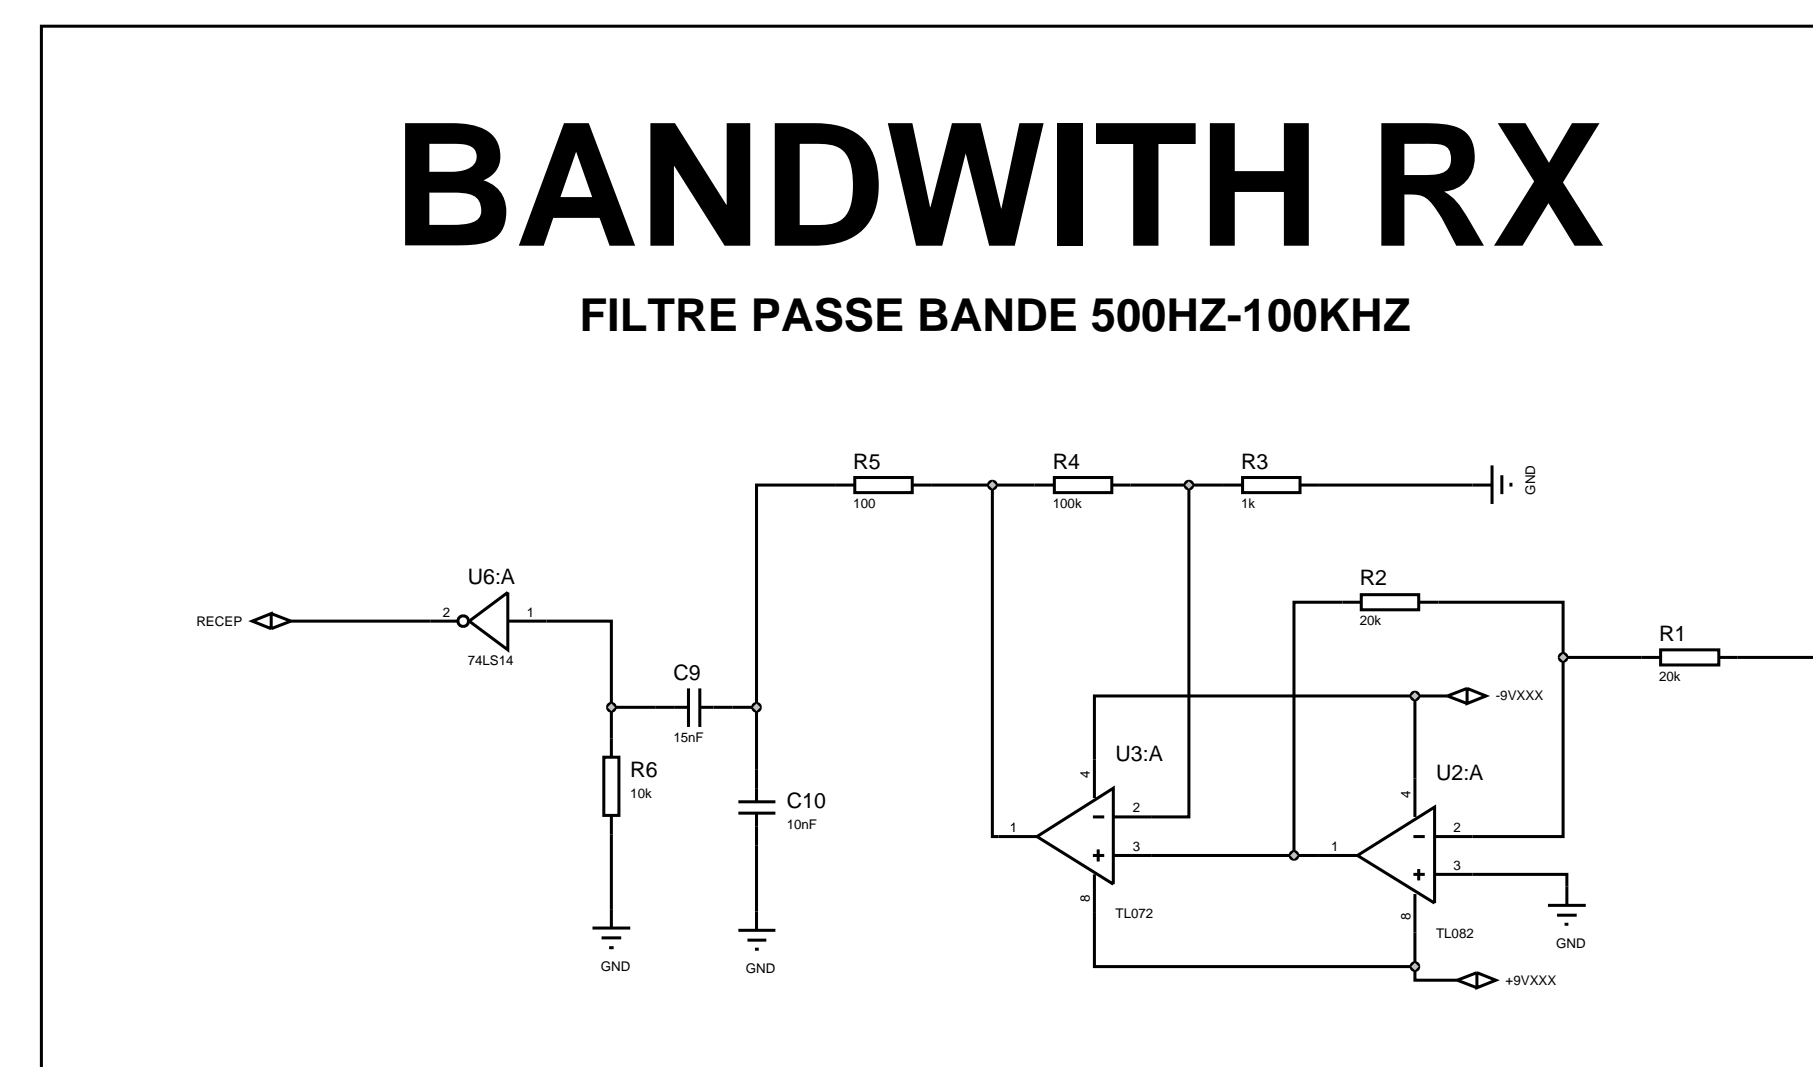 BANDWITH RX
FILTRE PASSE BANDE 500HZ-100KHZ
R5
100
R4
100k
R3
1k
GND
U6:A
RECEP
2
1
74LS14
R2
20k
R1
20k
C9
15nF
-9VXXX
R6
10k
C10
10nF
U3:A
4
2
1
3
8
TL072
U2:A
4
2
1
3
8
TL082
GND
GND
GND
+9VXXX